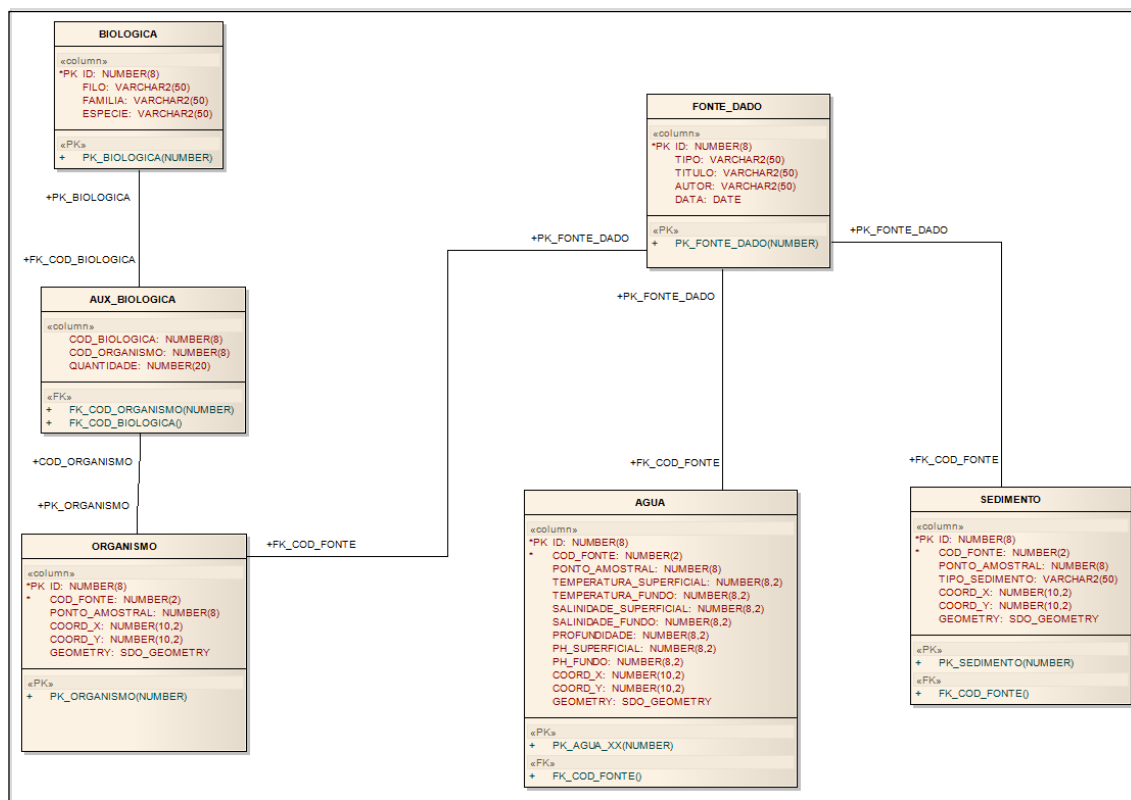 BIOLOGICA
«column»
*PK ID: NUMBER(8)
FILO: VARCHAR2(50)
FAMILIA: VARCHAR2(50)
ESPECIE: VARCHAR2(50)
«PK»
+ PK_BIOLOGICA(NUMBER)
+PK_BIOLOGICA
+FK_COD_BIOLOGICA
AUX_BIOLOGICA
«column»
COD_BIOLOGICA: NUMBER(8)
COD_ORGANISMO: NUMBER(8)
QUANTIDADE: NUMBER(20)
«FK»
+ FK_COD_ORGANISMO(NUMBER)
+ FK_COD_BIOLOGICA()
+COD_ORGANISMO
+PK_ORGANISMO
ORGANISMO
«column»
*PK ID: NUMBER(8)
* COD_FONTE: NUMBER(2)
PONTO_AMOSTRAL: NUMBER(8)
COORD_X: NUMBER(10,2)
COORD_Y: NUMBER(10,2)
GEOMETRY: SDO_GEOMETRY
«PK»
+ PK_ORGANISMO(NUMBER)
+FK_COD_FONTE
+PK_FONTE_DADO
FONTE_DADO
«column»
*PK ID: NUMBER(8)
TIPO: VARCHAR2(50)
TITULO: VARCHAR2(50)
AUTOR: VARCHAR2(50)
DATA: DATE
«PK»
+ PK_FONTE_DADO(NUMBER)
+PK_FONTE_DADO
+PK_FONTE_DADO
+FK_COD_FONTE
AGUA
«column»
*PK ID: NUMBER(8)
* COD_FONTE: NUMBER(2)
PONTO_AMOSTRAL: NUMBER(8)
TEMPERATURA_SUPERFICIAL: NUMBER(8,2)
TEMPERATURA_FUNDO: NUMBER(8,2)
SALINIDADE_SUPERFICIAL: NUMBER(8,2)
SALINIDADE_FUNDO: NUMBER(8,2)
PROFUNDIDADE: NUMBER(8,2)
PH_SUPERFICIAL: NUMBER(8,2)
PH_FUNDO: NUMBER(8,2)
COORD_X: NUMBER(10,2)
COORD_Y: NUMBER(10,2)
GEOMETRY: SDO_GEOMETRY
«PK»
+ PK_AGUA_XX(NUMBER)
«FK»
+ FK_COD_FONTE()
+FK_COD_FONTE
SEDIMENTO
«column»
*PK ID: NUMBER(8)
* COD_FONTE: NUMBER(2)
PONTO_AMOSTRAL: NUMBER(8)
TIPO_SEDIMENTO: VARCHAR2(50)
COORD_X: NUMBER(10,2)
COORD_Y: NUMBER(10,2)
GEOMETRY: SDO_GEOMETRY
«PK»
+ PK_SEDIMENTO(NUMBER)
«FK»
+ FK_COD_FONTE()